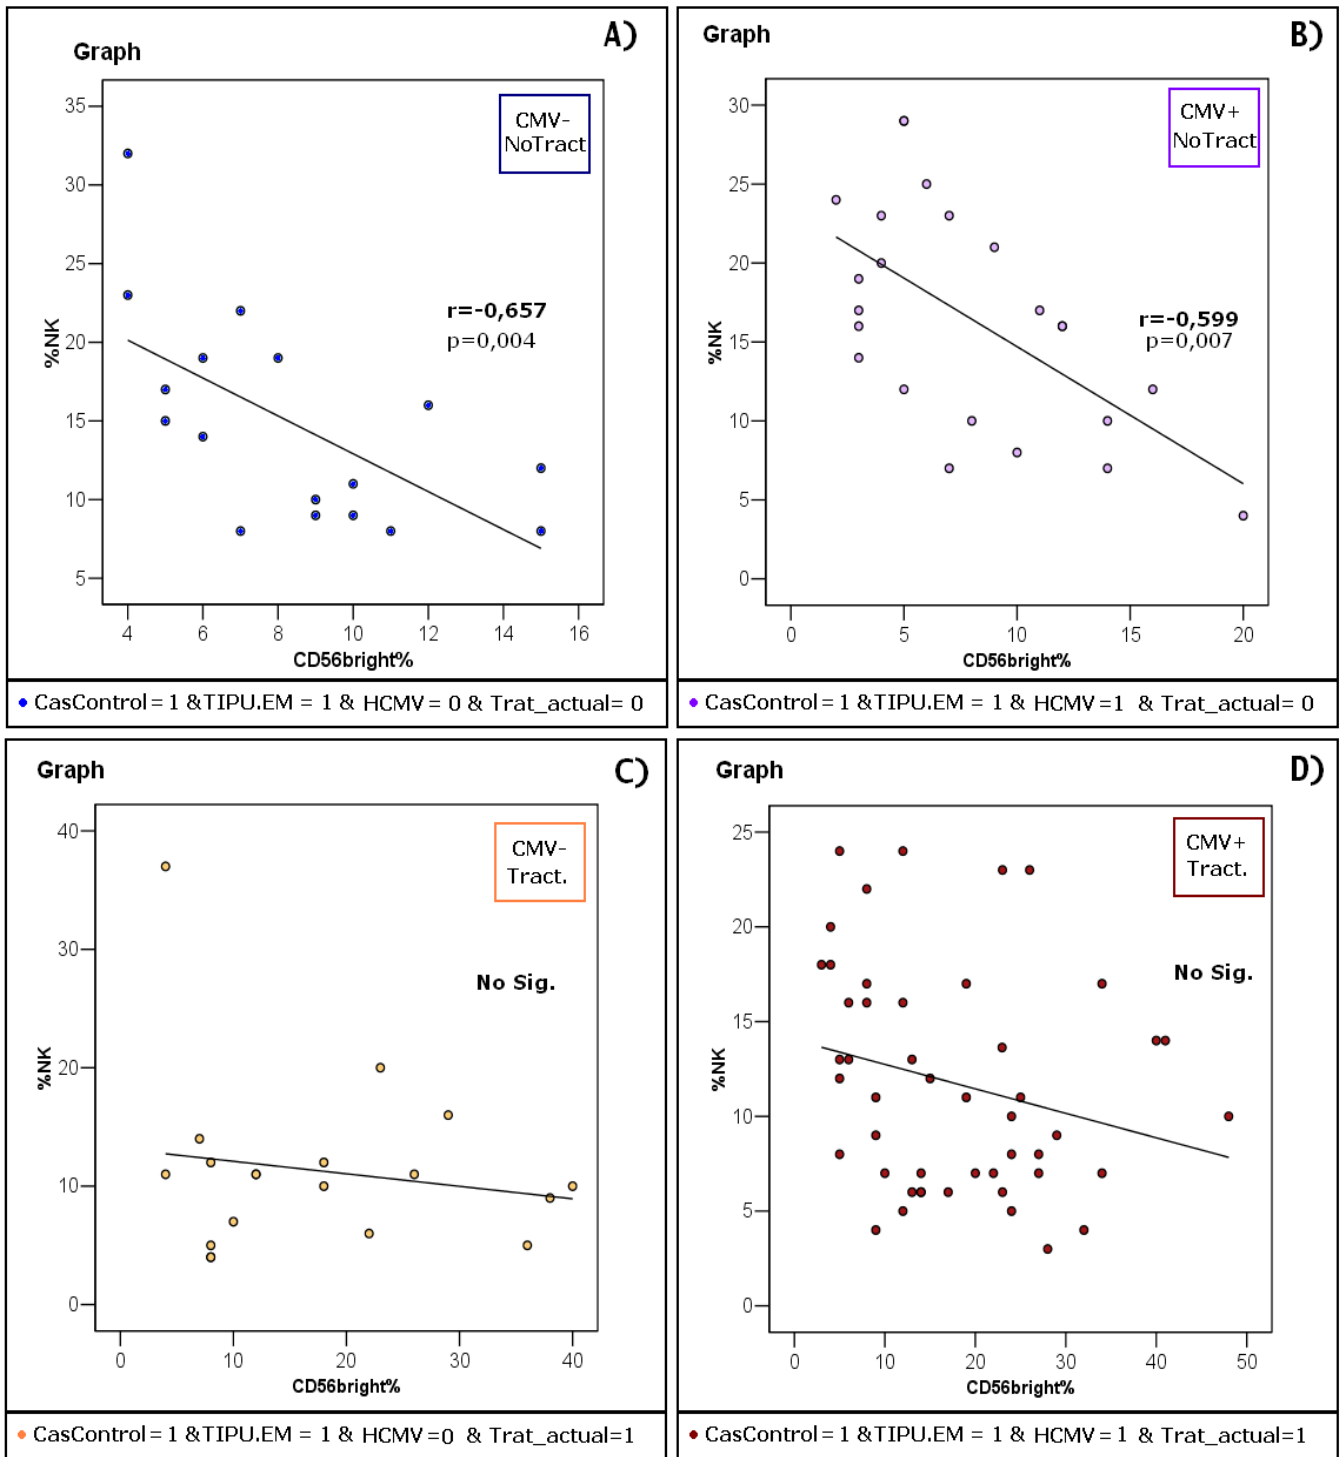 Graph
A)
CMV-
NoTract
35
30
25
20
15
10
5
%NK
r=-0,657
p=0,004
4 6 8 10 12 14 16
CD56bright%
CasControl = 1 &TIPU.EM = 1 & HCMV = 0 & Trat_actual= 0
Graph
B)
CMV+
NoTract
30
25
20
15
10
5
0
%NK
r=-0,599
p=0,007
0 5 10 15 20
CD56bright%
CasControl = 1 &TIPU.EM = 1 & HCMV =1 & Trat_actual= 0
Graph
C)
CMV-
Tract.
40
30
20
10
0
%NK
No Sig.
0 10 20 30 40
CD56bright%
CasControl = 1 &TIPU.EM = 1 & HCMV =0 & Trat_actual=1
Graph
D)
CMV+
Tract.
25
20
15
10
5
0
%NK
No Sig.
0 10 20 30 40 50
CD56bright%
CasControl = 1 &TIPU.EM = 1 & HCMV = 1 & Trat_actual=1